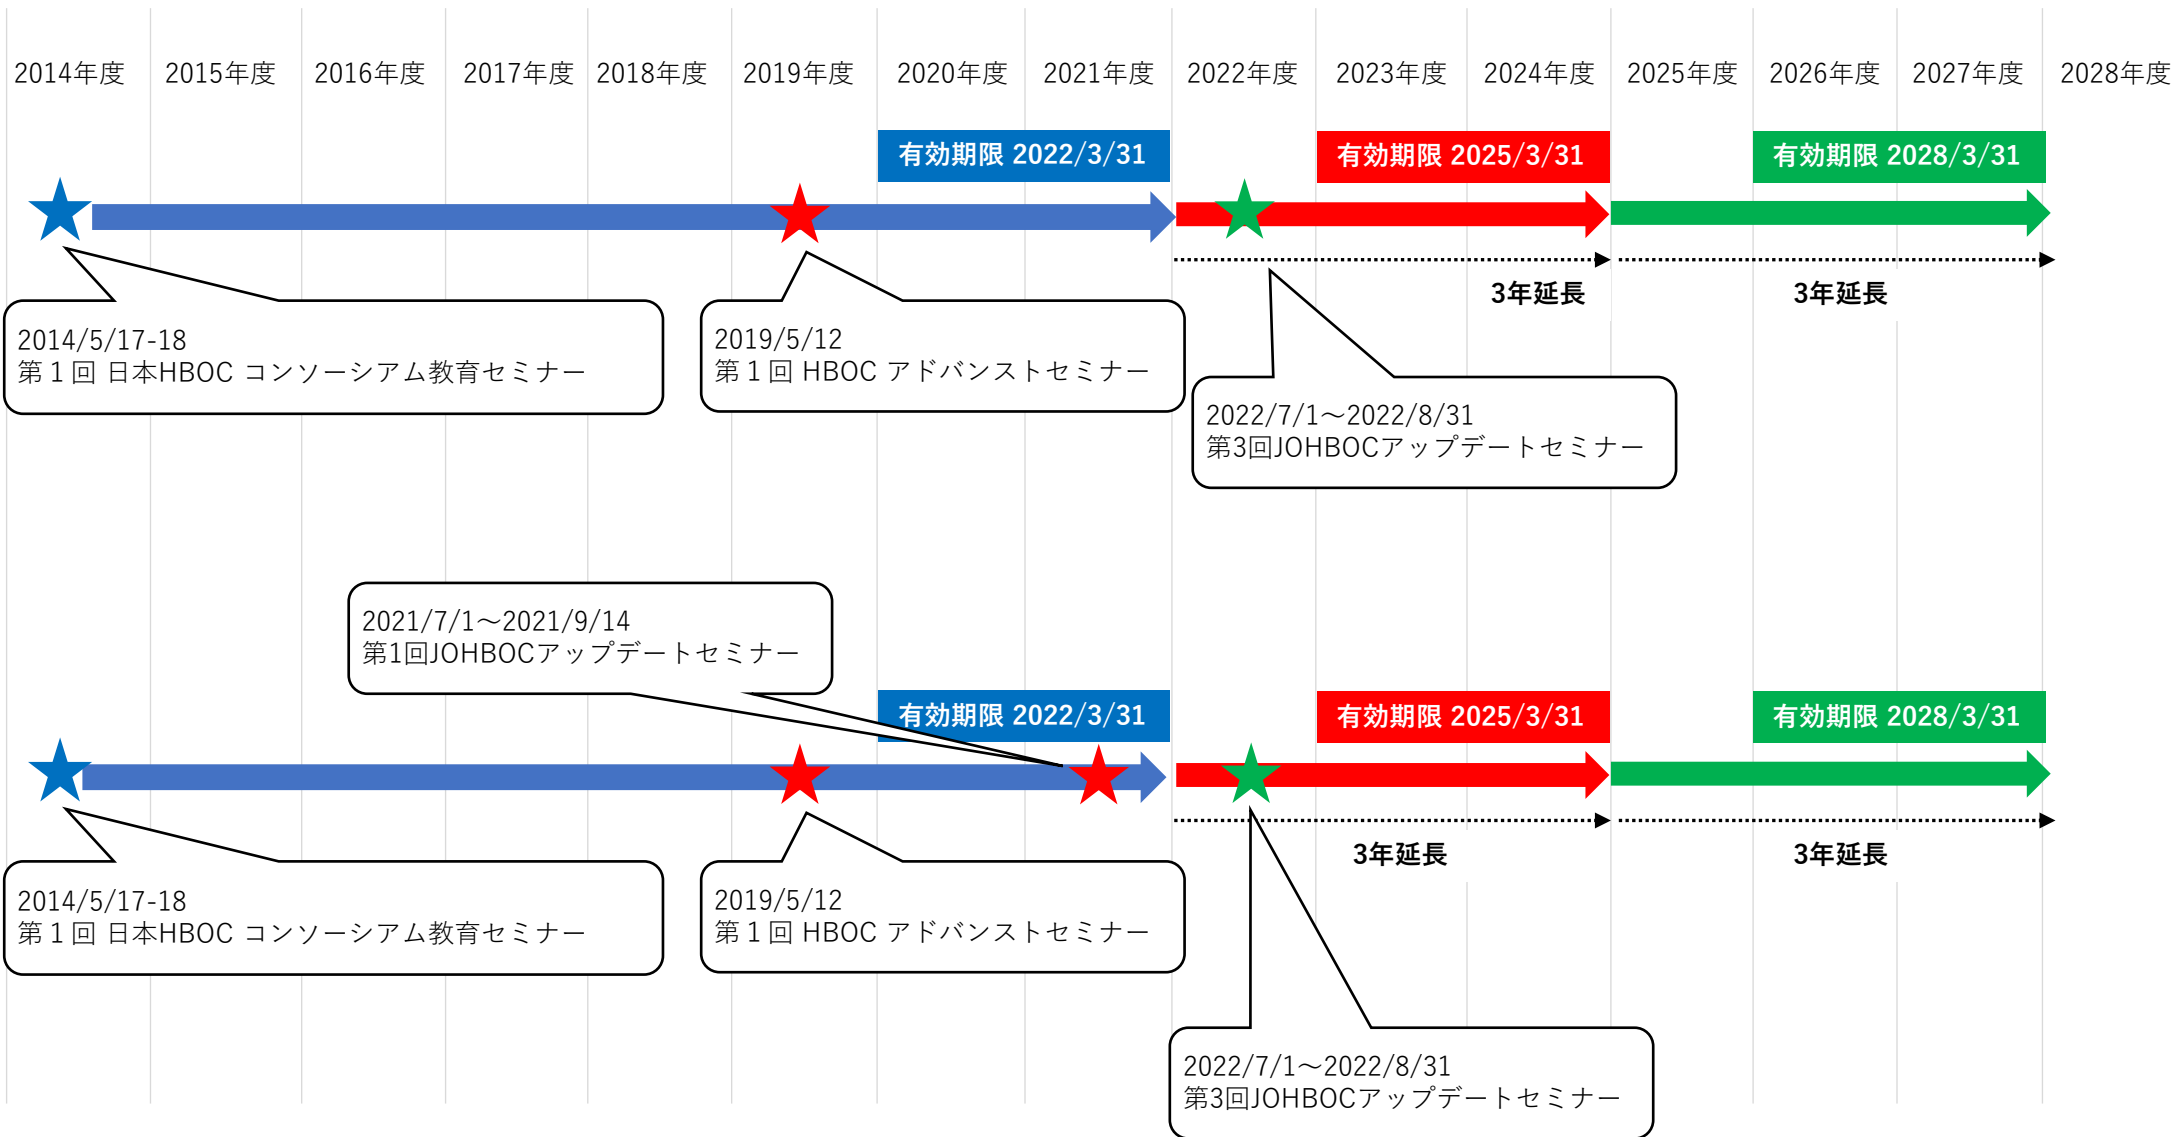 2014年度 2015年度 2016年度 2017年度 2018年度 2019年度 2020年度 2021年度 2022年度 2023年度 2024年度 2025年度 2026年度 2027年度 2028年度
有効期限 2022/3/31
有効期限 2025/3/31
有効期限 2028/3/31
3年延長
3年延長
2014/5/17-18
第１回 日本HBOC コンソーシアム教育セミナー
2019/5/12
第１回 HBOC アドバンストセミナー
2022/7/1～2022/8/31
第3回JOHBOCアップデートセミナー
2021/7/1～2021/9/14
第1回JOHBOCアップデートセミナー
有効期限 2022/3/31
有効期限 2025/3/31
有効期限 2028/3/31
3年延長
3年延長
2014/5/17-18
第１回 日本HBOC コンソーシアム教育セミナー
2019/5/12
第１回 HBOC アドバンストセミナー
2022/7/1～2022/8/31
第3回JOHBOCアップデートセミナー